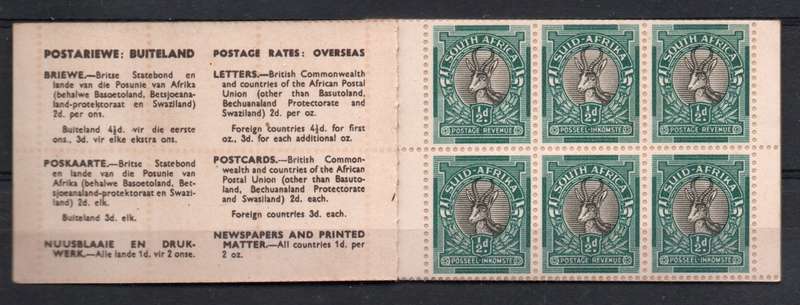 POSTARIEWE: BUITELAND
BRIEWE.—Britse Statebond en
lande van die Posunie van Afrika
(behalwe Basoetoland, Betsjoeana-
land-protektoraat en Swaziland)
2d. per ons.
Buiteland 4½d. vir die eerste
ons., 3d. vir elke ekstra ons.
POSKAARTE.—Britse Statebond
en lande van die Posunie van
Afrika (behalwe Basoetoland, Bet-
sjoeanaland-protektoraat en Swazi-
land) 2d. elk.
Buiteland 3d. elk.
NUUSBLAAIE EN DRUK-
WERK.—Alle lande 1d. vir 2 onse.
POSTAGE RATES: OVERSEAS
LETTERS.—British Commonwealth
and countries of the African Postal
Union (other than Basutoland,
Bechuanaland Protectorate and
Swaziland) 2d. per oz.
Foreign countries 4½d. for first
oz., 3d. for each additional oz.
POSTCARDS.—British Common-
wealth and countries of the African
Postal Union (other than Basuto-
land, Bechuanaland Protectorate
and Swasiland) 2d. each.
Foreign countries 3d. each.
NEWSPAPERS AND PRINTED
MATTER.—All countries 1d. per
2 oz.
SOUTH AFRICA
½d
POSTAGE REVENUE
SUID-AFRIKA
½d
POSSEEL-INKOMSTE
SOUTH AFRICA
½d
POSTAGE REVENUE
SUID-AFRIKA
½d
POSSEEL-INKOMSTE
SOUTH AFRICA
½d
POSTAGE REVENUE
SUID-AFRIKA
½d
POSSEEL-INKOMSTE